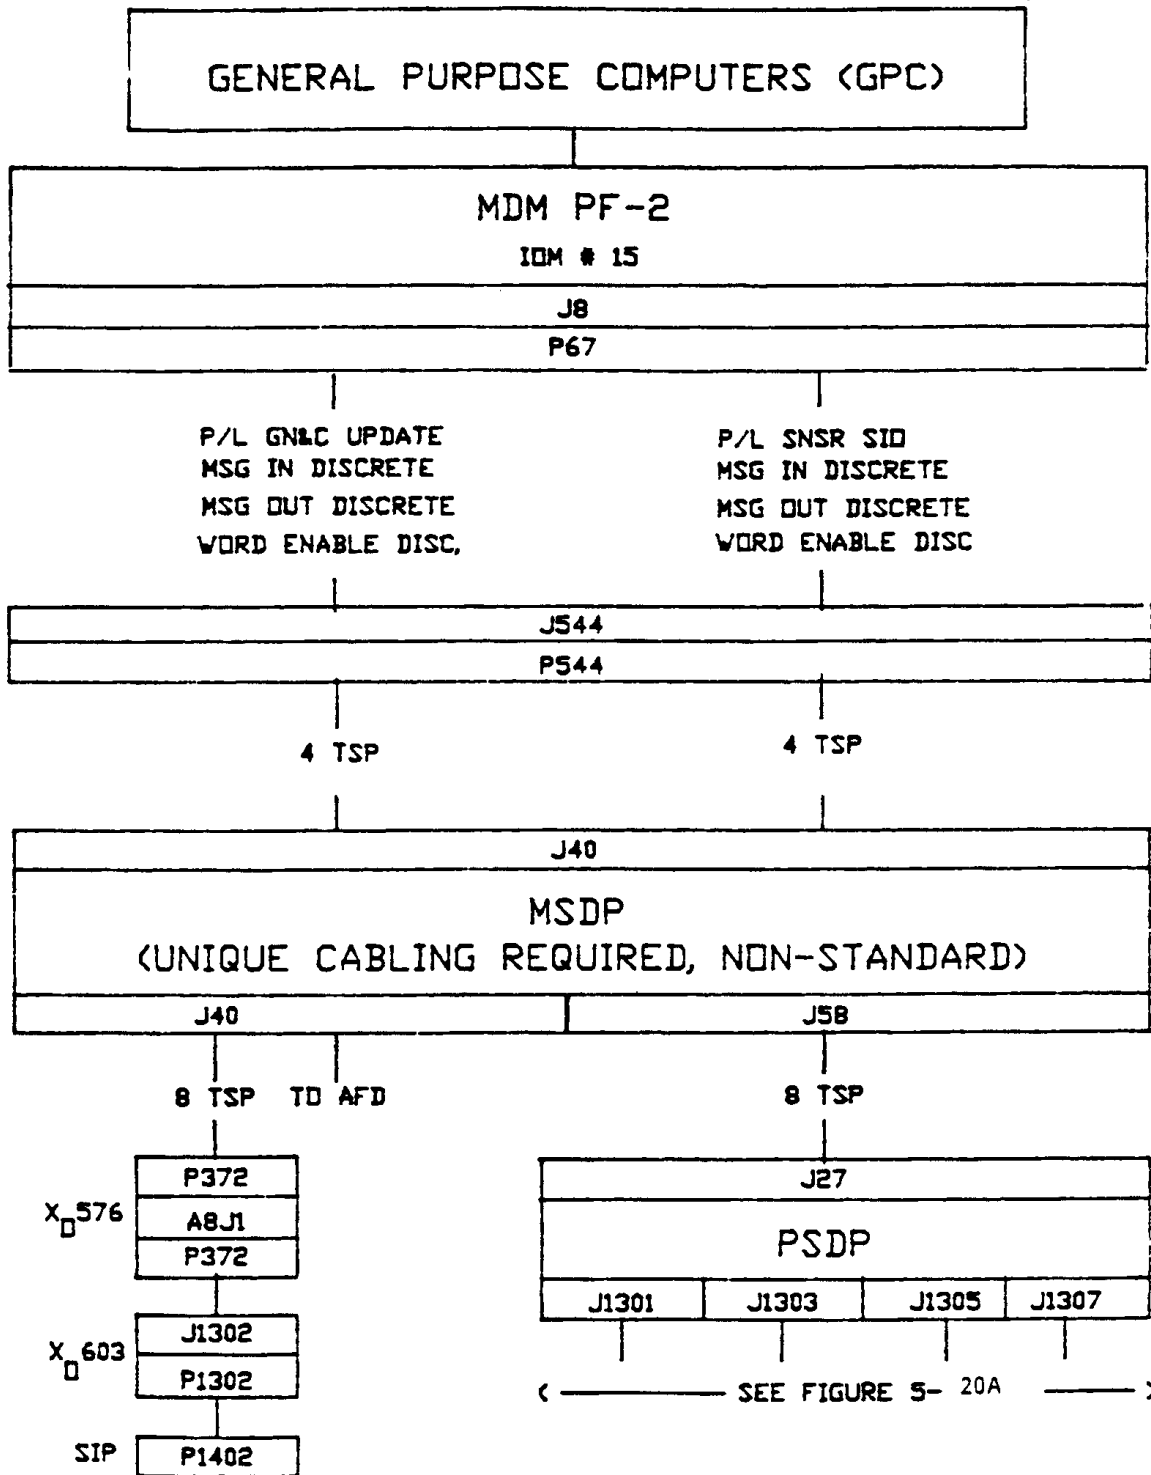 GENERAL PURPOSE COMPUTERS (GPC)
MDM PF-2
IOM # 15
J8
P67
P/L GN&C UPDATE
MSG IN DISCRETE
MSG OUT DISCRETE
WORD ENABLE DISC,
P/L SNSR SIO
MSG IN DISCRETE
MSG OUT DISCRETE
WORD ENABLE DISC
J544
P544
4 TSP
4 TSP
J40
MSDP
(UNIQUE CABLING REQUIRED, NON-STANDARD)
J40
J58
8 TSP
TO AFD
8 TSP
P372
XO576
A8J1
P372
J27
PSDP
J1301
J1303
J1305
J1307
J1302
XO603
P1302
SEE FIGURE 5- 20A
SIP
P1402